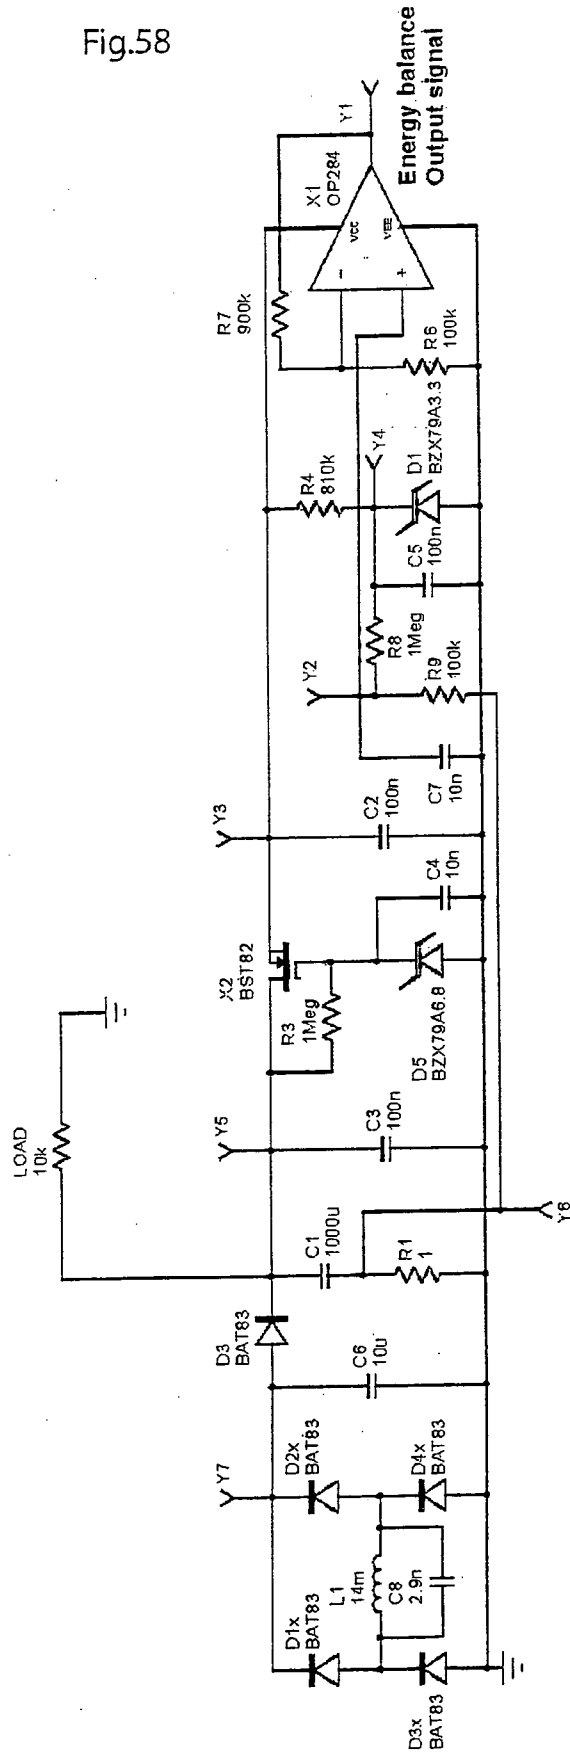 Fig.58
Energy balance
Output signal
Y1
X1
OP284
VCC
VEE
R7
900k
R6
100k
R4
810k
Y4
D1
BZX79A3.3
C5
100n
R8
1Meg
Y2
R9
100k
C7
10n
Y3
C2
100n
C4
10n
X2
BST82
R3
1Meg
D5
BZX79A6.8
LOAD
10k
Y5
C3
100n
C1
1000u
R1
1
Y6
D3
BAT83
C6
10u
Y7
D2x
BAT83
D4x
BAT83
L1
14m
C8
2.9n
D1x
BAT83
D3x
BAT83